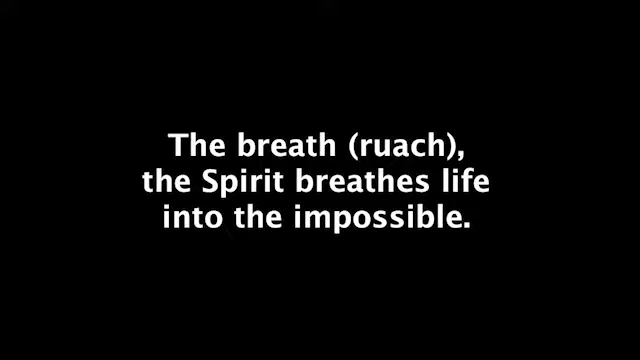 The breath (ruach),
the Spirit breathes life
into the impossible.